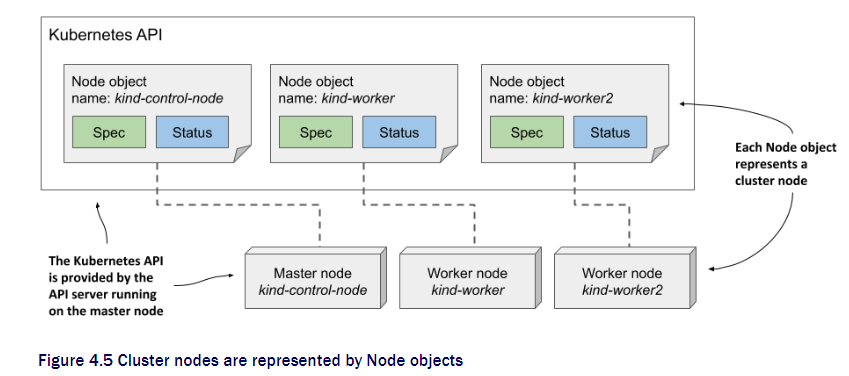 Kubernetes API
Node object
name: kind-control-node
Spec
Status
Node object
name: kind-worker
Spec
Status
Node object
name: kind-worker2
Spec
Status
Each Node object
represents a
cluster node
The Kubernetes API
is provided by the
API server running
on the master node
Master node
kind-control-node
Worker node
kind-worker
Worker node
kind-worker2
Figure 4.5 Cluster nodes are represented by Node objects